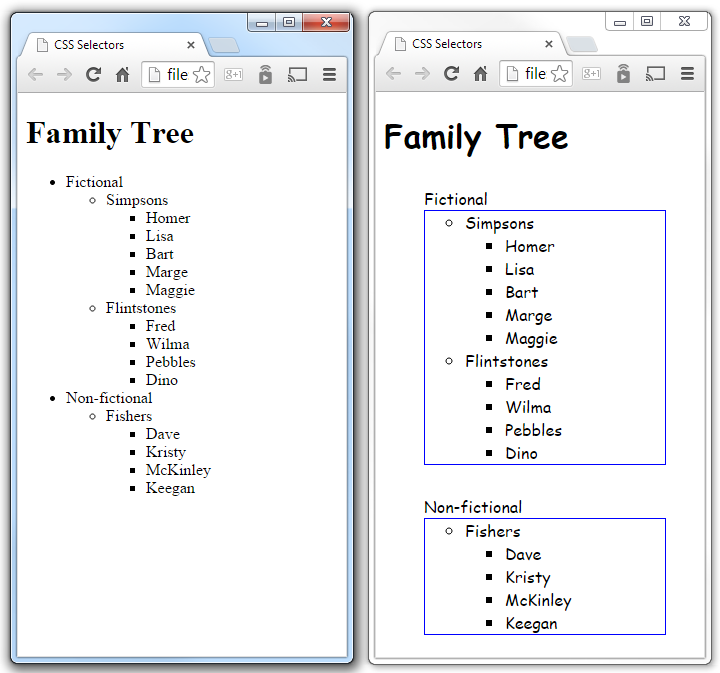 CSS Selectors
file
g+1
Family Tree
Fictional
Simpsons
Homer
Lisa
Bart
Marge
Maggie
Flintstones
Fred
Wilma
Pebbles
Dino
Non-fictional
Fishers
Dave
Kristy
McKinley
Keegan
CSS Selectors
file
g+1
Family Tree
Fictional
Simpsons
Homer
Lisa
Bart
Marge
Maggie
Flintstones
Fred
Wilma
Pebbles
Dino
Non-fictional
Fishers
Dave
Kristy
McKinley
Keegan